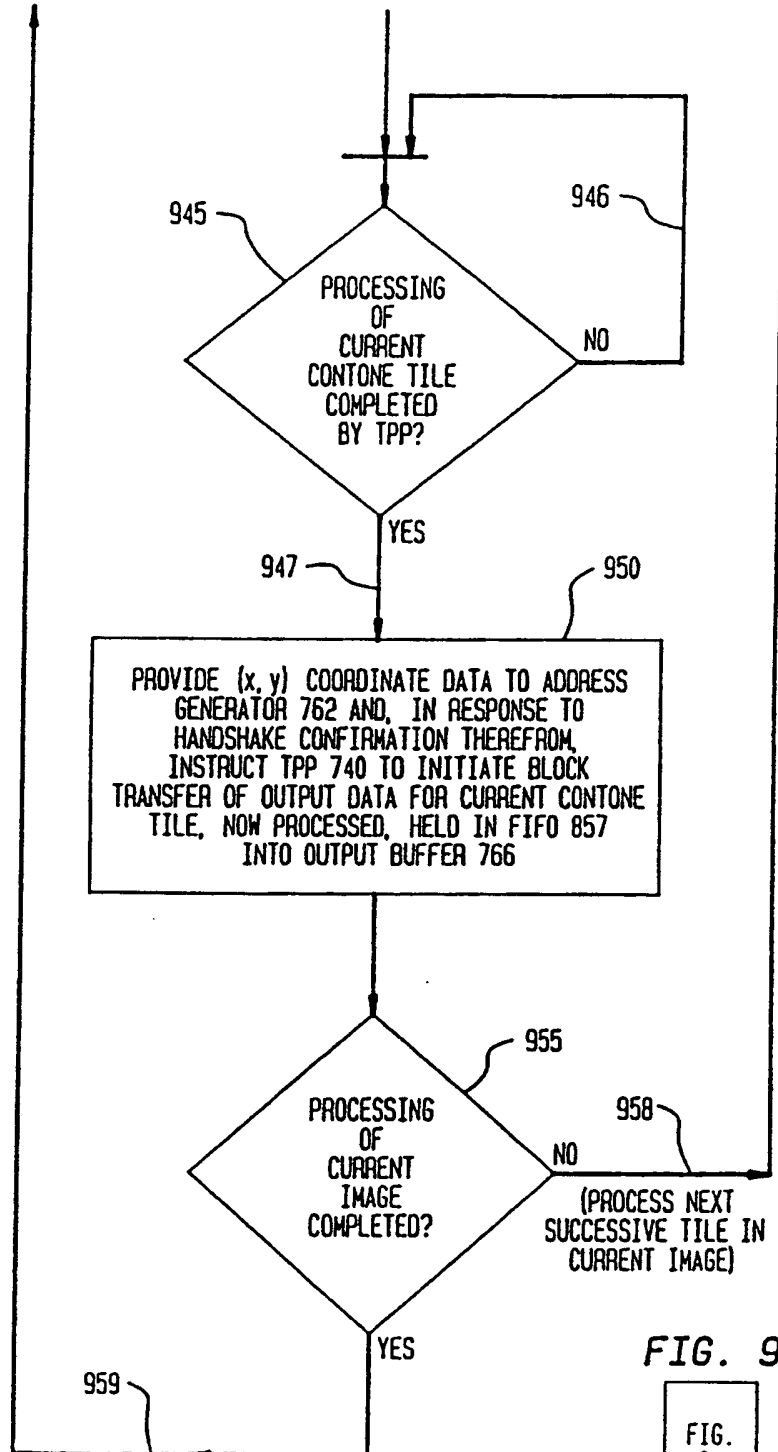 945
946
PROCESSING
OF
CURRENT
CONTONE TILE
COMPLETED
BY TPP?
NO
YES
947
950
PROVIDE (x, y) COORDINATE DATA TO ADDRESS
GENERATOR 762 AND, IN RESPONSE TO
HANDSHAKE CONFIRMATION THEREFROM,
INSTRUCT TPP 740 TO INITIATE BLOCK
TRANSFER OF OUTPUT DATA FOR CURRENT CONTONE
TILE, NOW PROCESSED, HELD IN FIFO 857
INTO OUTPUT BUFFER 766
955
PROCESSING
OF
CURRENT
IMAGE
COMPLETED?
958
NO
(PROCESS NEXT
SUCCESSIVE TILE IN
CURRENT IMAGE)
YES
FIG. 9
959
FIG.